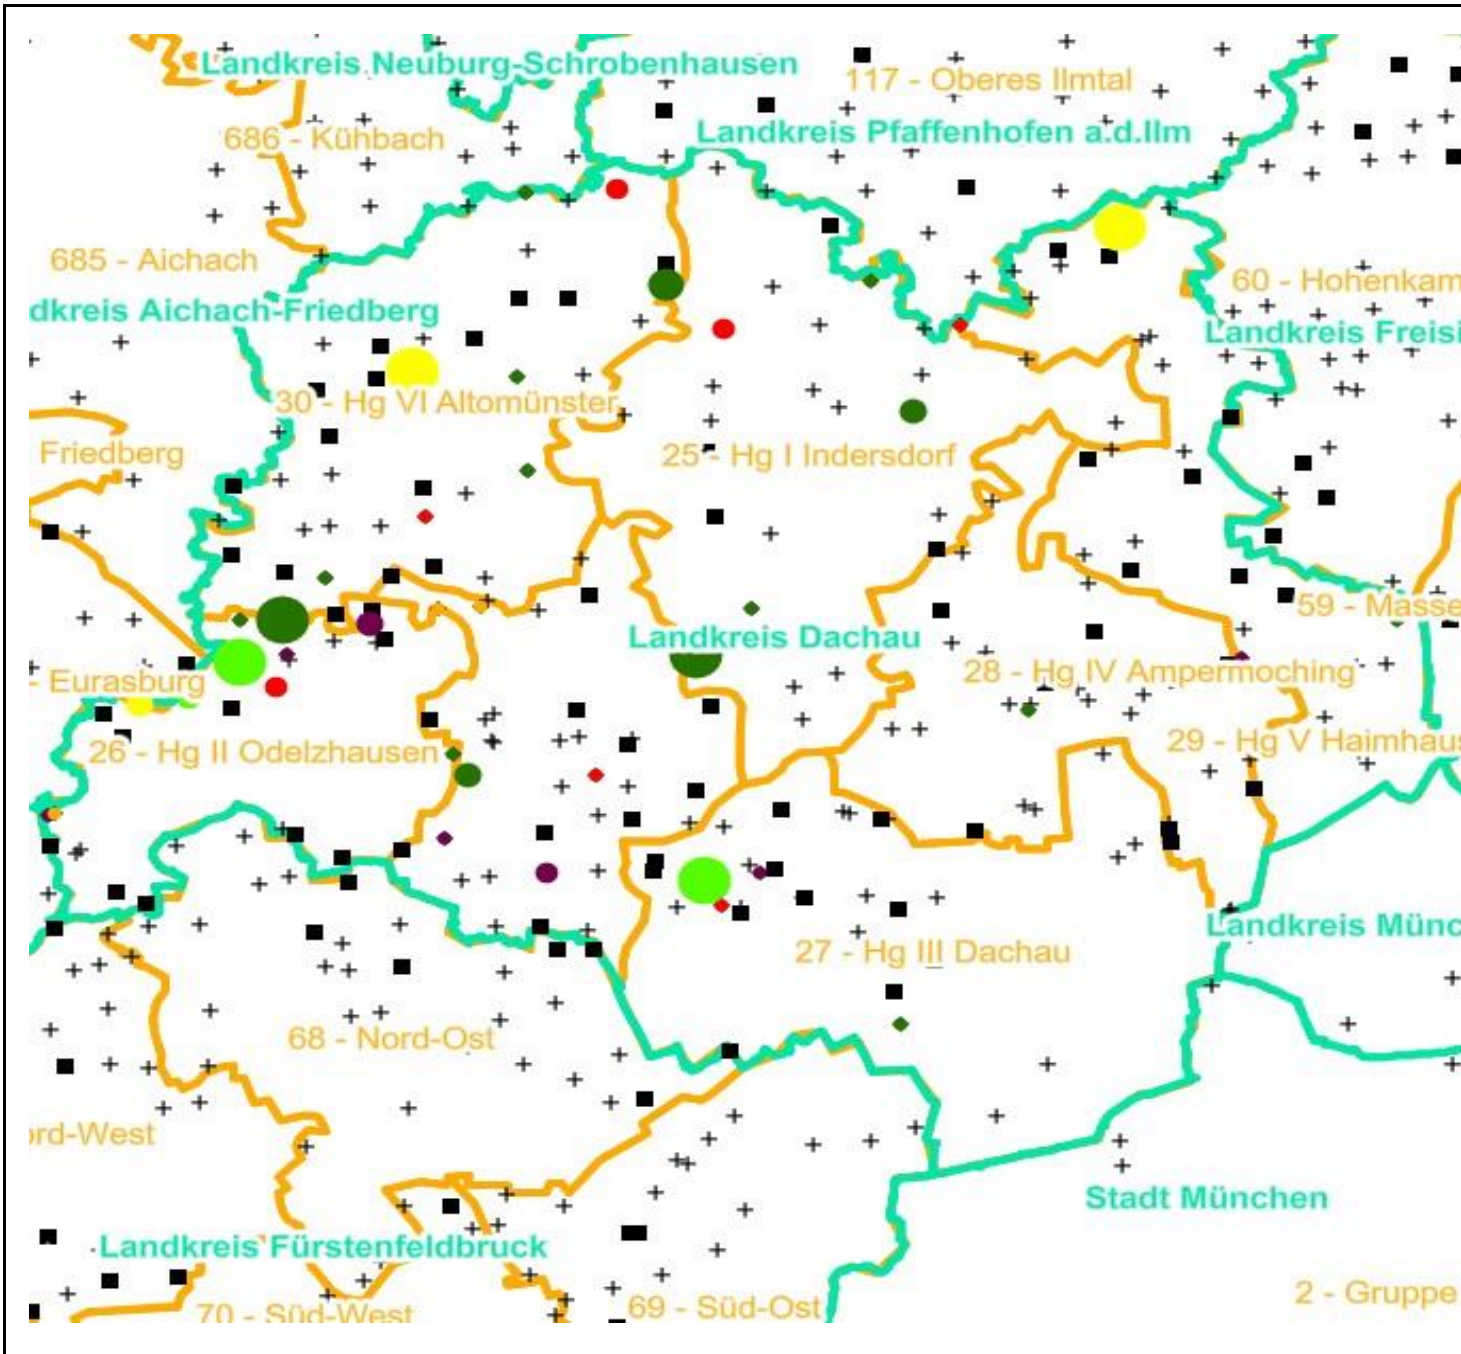 Landkreis Neuburg-Schrobenhausen
117 - Oberes Ilmtal
686 - Kühbach
Landkreis Pfaffenhofen a.d.Ilm
685 - Aichach
60 - Hohenkam
dkreis Aichach-Friedberg
Landkreis Freisi
30 - Hg VI Altomünster
Friedberg
25 - Hg I Indersdorf
59 - Masse
Landkreis Dachau
28 - Hg IV Ampermoching
- Eurasburg
29 - Hg V Haimhaus
26 - Hg II Odelzhausen
Landkreis Münc
27 - Hg III Dachau
68 - Nord-Ost
ord-West
Stadt München
Landkreis Fürstenfeldbruck
2 - Gruppe
69 - Süd-Ost
70 - Süd-West